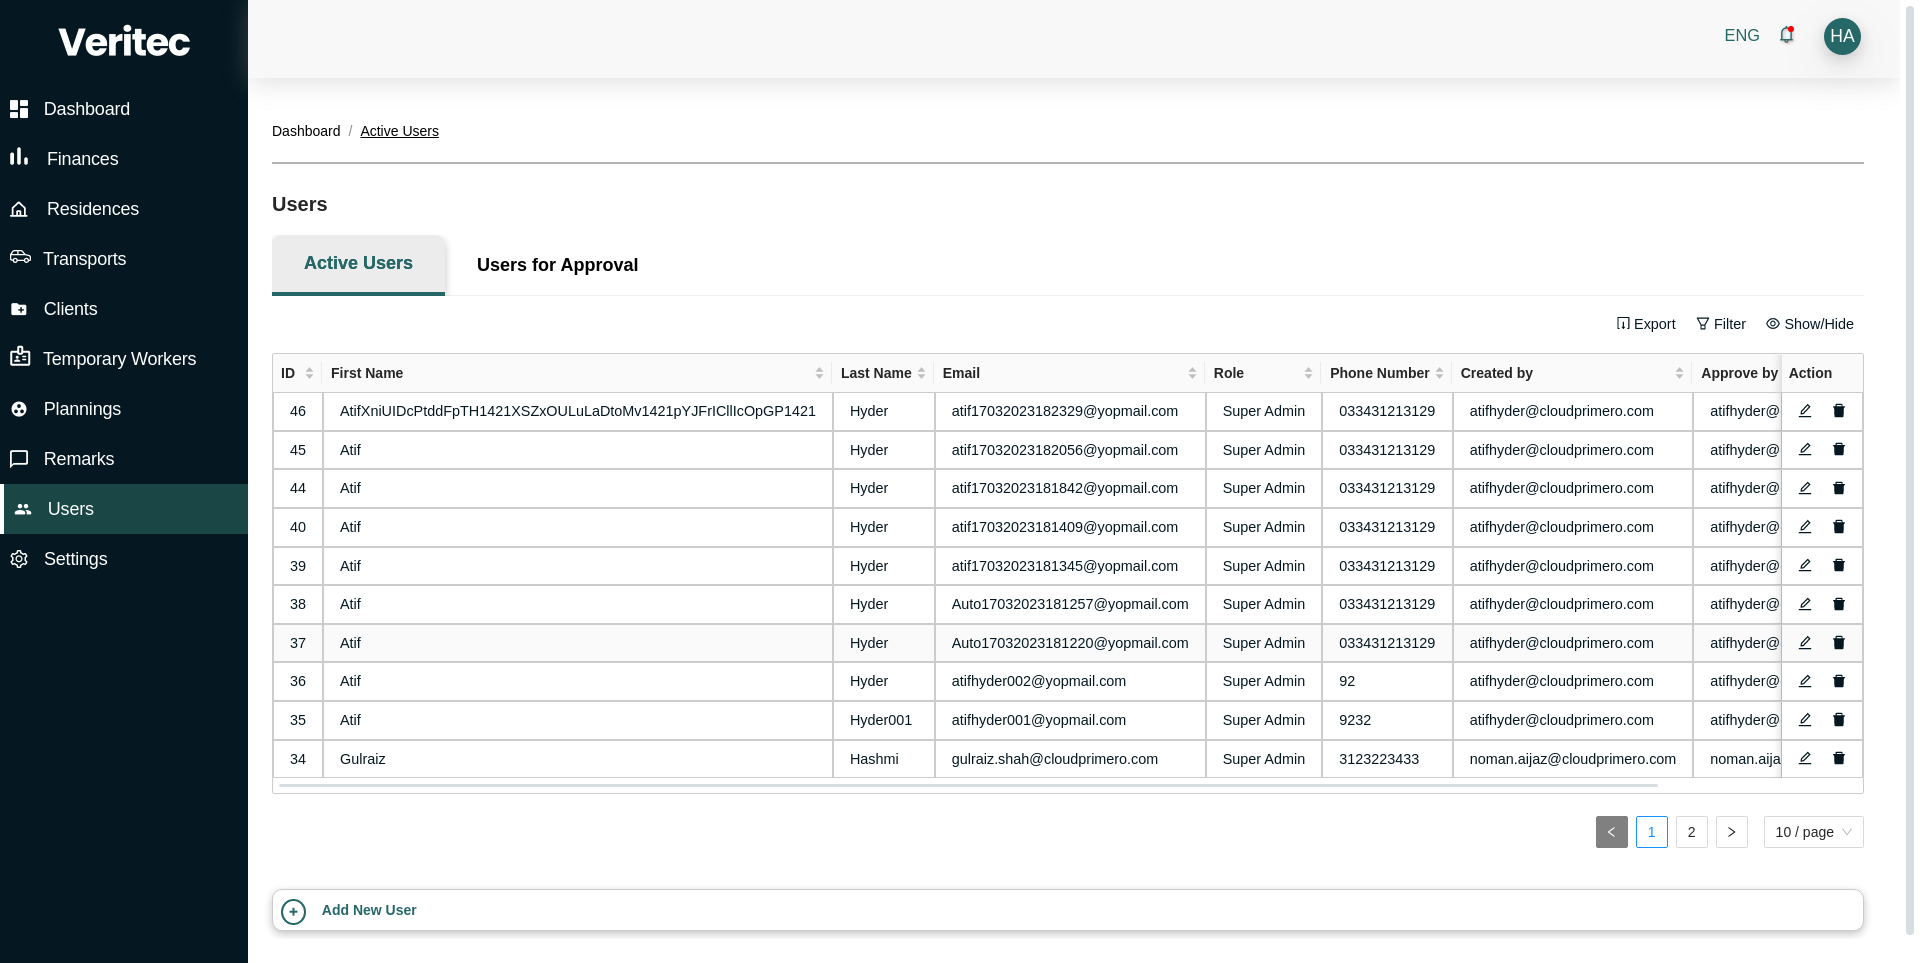 Veritec
ENG
HA
Dashboard
Finances
Residences
Transports
Clients
Temporary Workers
Plannings
Remarks
Users
Settings
Dashboard / Active Users
Users
Active Users
Users for Approval
Export Filter Show/Hide
ID First Name Last Name Email Role Phone Number Created by Approve by Action
46 AtifXniUIDcPtddFpTH1421XSZxOULuLaDtoMv1421pYJFrICllIcOpGP1421 Hyder atif17032023182329@yopmail.com Super Admin 033431213129 atifhyder@cloudprimero.com atifhyder@
45 Atif Hyder atif17032023182056@yopmail.com Super Admin 033431213129 atifhyder@cloudprimero.com atifhyder@
44 Atif Hyder atif17032023181842@yopmail.com Super Admin 033431213129 atifhyder@cloudprimero.com atifhyder@
40 Atif Hyder atif17032023181409@yopmail.com Super Admin 033431213129 atifhyder@cloudprimero.com atifhyder@
39 Atif Hyder atif17032023181345@yopmail.com Super Admin 033431213129 atifhyder@cloudprimero.com atifhyder@
38 Atif Hyder Auto17032023181257@yopmail.com Super Admin 033431213129 atifhyder@cloudprimero.com atifhyder@
37 Atif Hyder Auto17032023181220@yopmail.com Super Admin 033431213129 atifhyder@cloudprimero.com atifhyder@
36 Atif Hyder atifhyder002@yopmail.com Super Admin 92 atifhyder@cloudprimero.com atifhyder@
35 Atif Hyder001 atifhyder001@yopmail.com Super Admin 9232 atifhyder@cloudprimero.com atifhyder@
34 Gulraiz Hashmi gulraiz.shah@cloudprimero.com Super Admin 3123223433 noman.aijaz@cloudprimero.com noman.aija
1 2 10 / page
Add New User